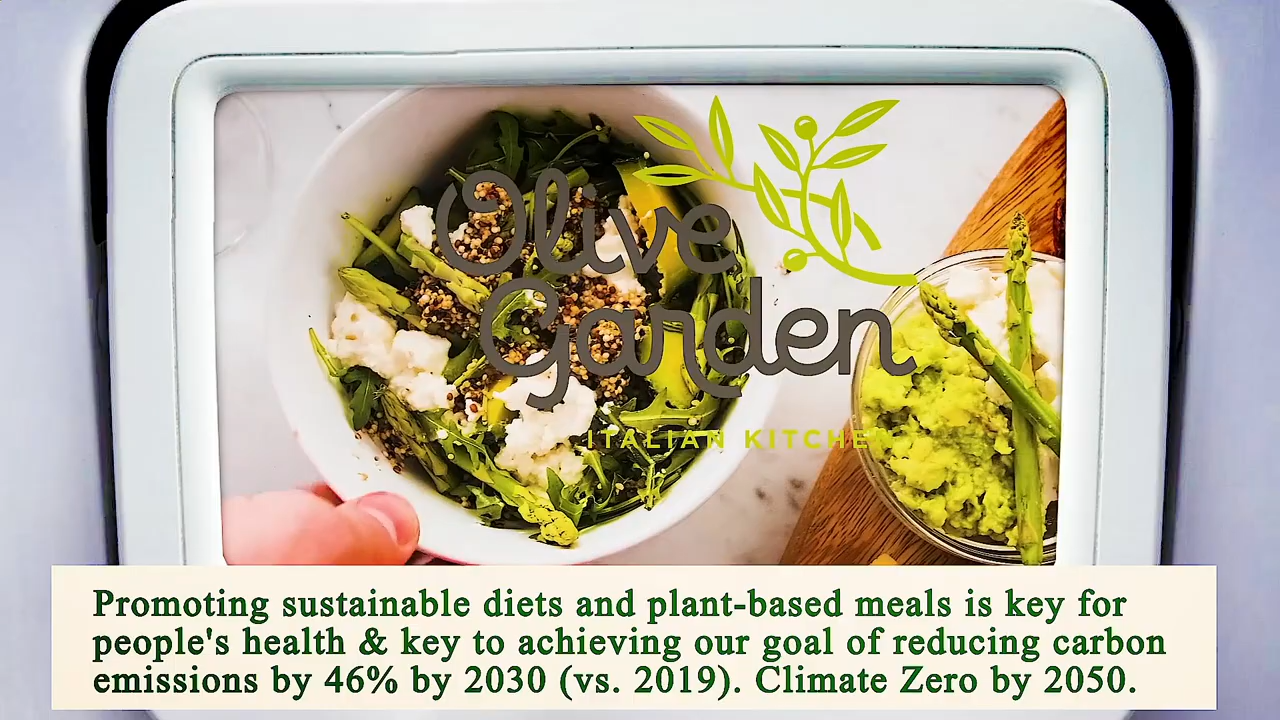 Olive
Garden
ITALIAN KITCHEN
Promoting sustainable diets and plant-based meals is key for
people's health & key to achieving our goal of reducing carbon
emissions by 46% by 2030 (vs. 2019). Climate Zero by 2050.